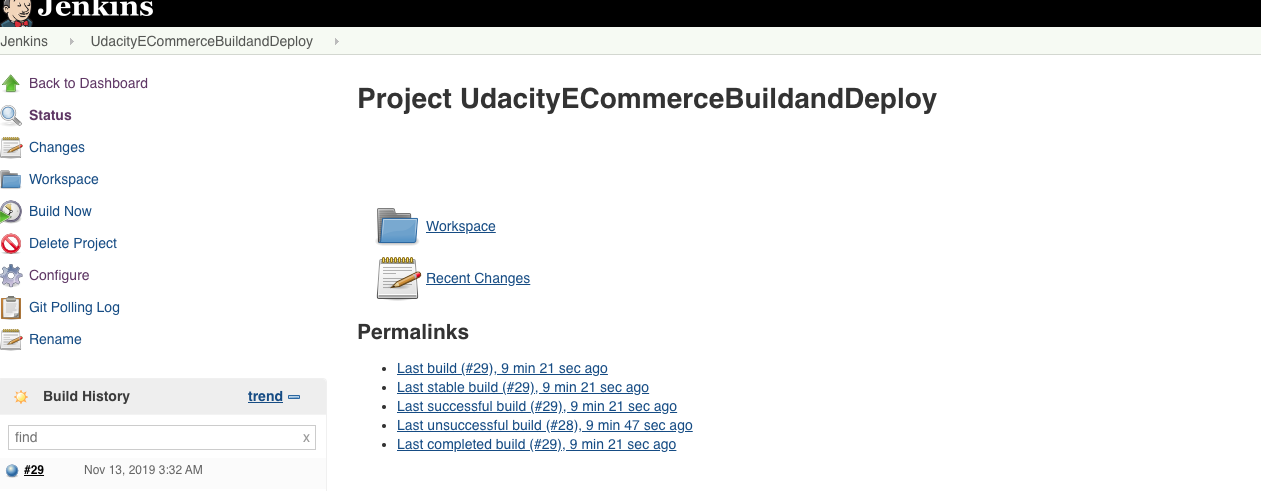 Jenkins
Jenkins UdacityECommerceBuildandDeploy
Back to Dashboard
Status
Changes
Workspace
Build Now
Delete Project
Configure
Git Polling Log
Rename
Build History trend
find x
#29 Nov 13, 2019 3:32 AM
Project UdacityECommerceBuildandDeploy
Workspace
Recent Changes
Permalinks
Last build (#29), 9 min 21 sec ago
Last stable build (#29), 9 min 21 sec ago
Last successful build (#29), 9 min 21 sec ago
Last unsuccessful build (#28), 9 min 47 sec ago
Last completed build (#29), 9 min 21 sec ago